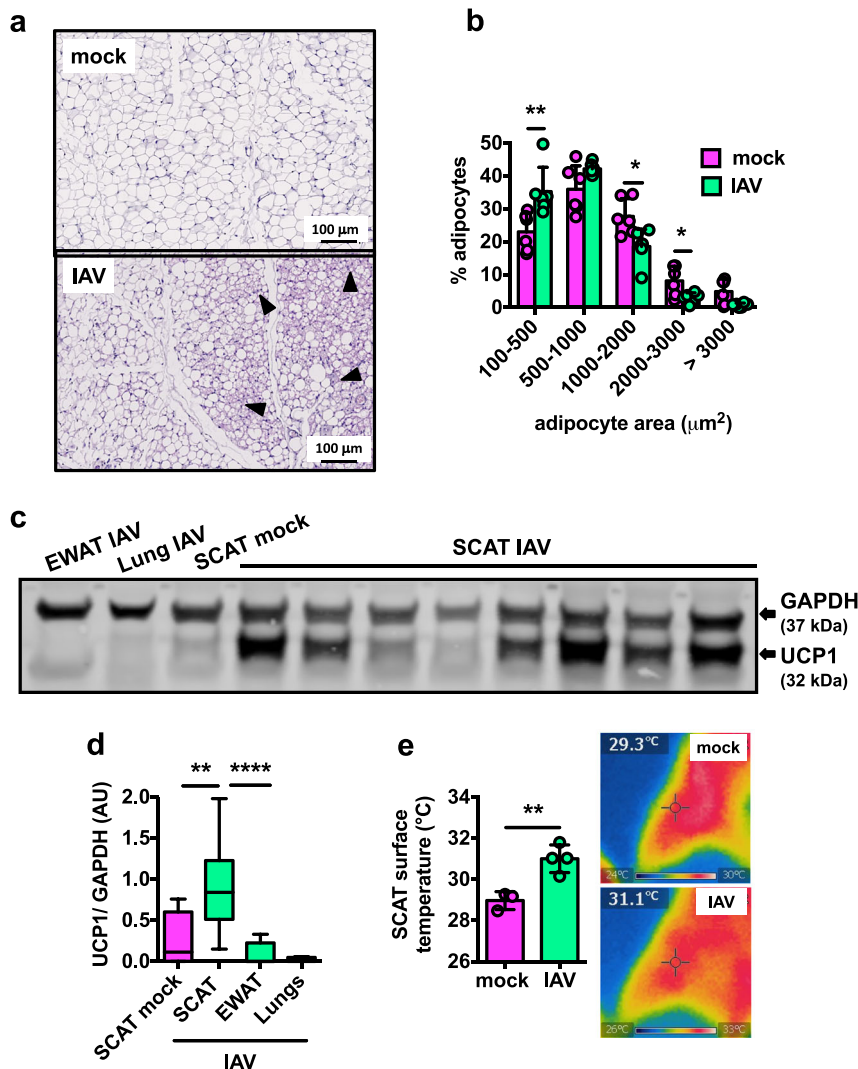 a
mock
100 µm
IAV
100 µm
b
% adipocytes
50
40
30
20
10
0
**
*
*
mock
IAV
100-500
500-1000
1000-2000
2000-3000
> 3000
adipocyte area (µm²)
c
EWAT IAV
Lung IAV
SCAT mock
SCAT IAV
GAPDH
(37 kDa)
UCP1
(32 kDa)
d
UCP1/ GAPDH (AU)
2.0
1.5
1.0
0.5
0.0
**
****
SCAT mock
SCAT
EWAT
Lungs
IAV
e
SCAT surface
temperature (°C)
34
32
30
28
26
**
mock
IAV
29.3°C
mock
24°C
30°C
31.1°C
IAV
26°C
33°C